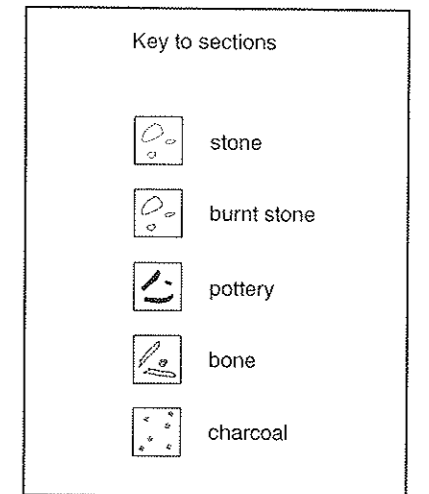 Key to sections
stone
burnt stone
pottery
bone
charcoal